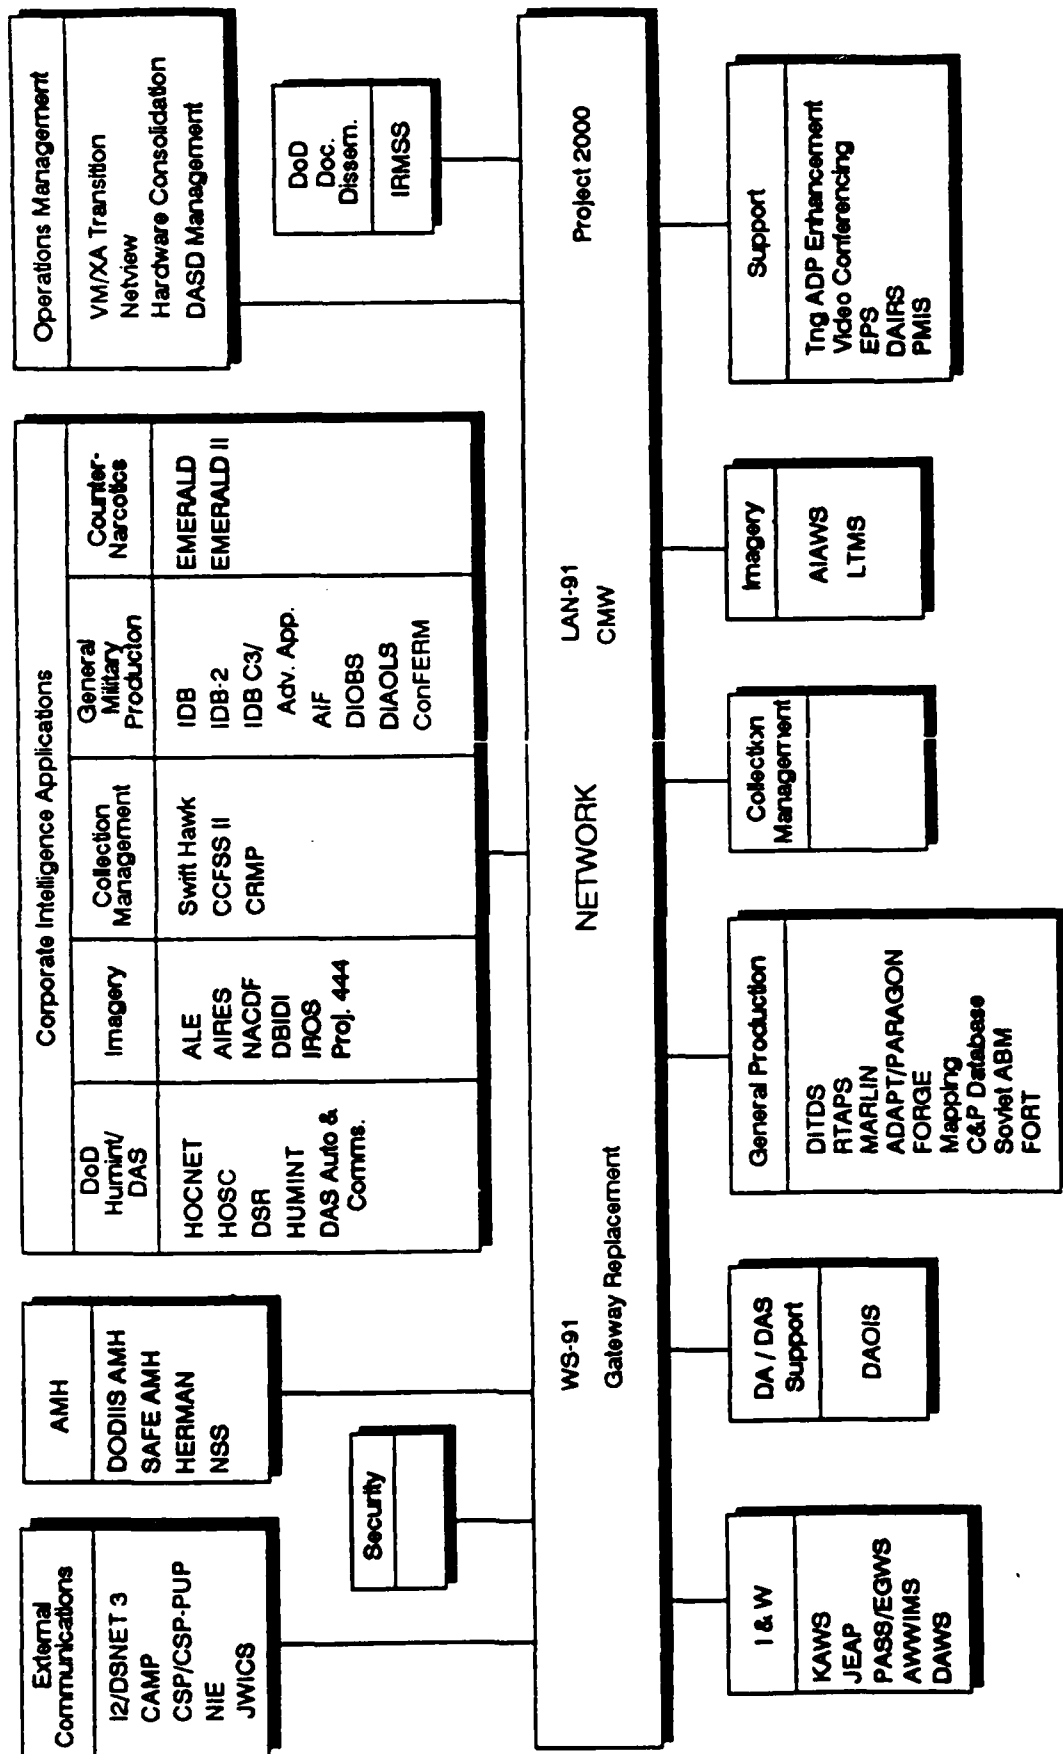 External
Communications
I2/DSNET 3
CAMP
CSP/CSP-PUP
NIE
JWICS
AMH
DODIIS AMH
SAFE AMH
HERMAN
NSS
Security
Corporate Intelligence Applications
DoD
Humint/
DAS
HOCNET
HOSC
DSR
HUMINT
DAS Auto &
Comms.
Imagery
ALE
AIRES
NACDF
DBIDI
IROS
Proj. 444
Collection
Management
Swift Hawk
CCFSS II
CRMP
General
Military
Production
IDB
IDB-2
IDB C3/
Adv. App.
AIF
DIOBS
DIAOLS
ConFERM
Counter-
Narcotics
EMERALD
EMERALD II
Operations Management
VM/XA Transition
Netview
Hardware Consolidation
DASD Management
DoD
Doc.
Dissem.
IRMSS
WS-91
Gateway Replacement
NETWORK
LAN-91
CMW
Project 2000
I & W
KAWS
JEAP
PASS/EGWS
AWWIMS
DAWS
DA / DAS
Support
DAOIS
General Production
DITDS
RTAPS
MARLIN
ADAPT/PARAGON
FORGE
Mapping
C&P Database
Soviet ABM
FORT
Collection
Management
Imagery
AIAWS
LTMS
Support
Tng ADP Enhancement
Video Conferencing
EPS
DAIRS
PMIS